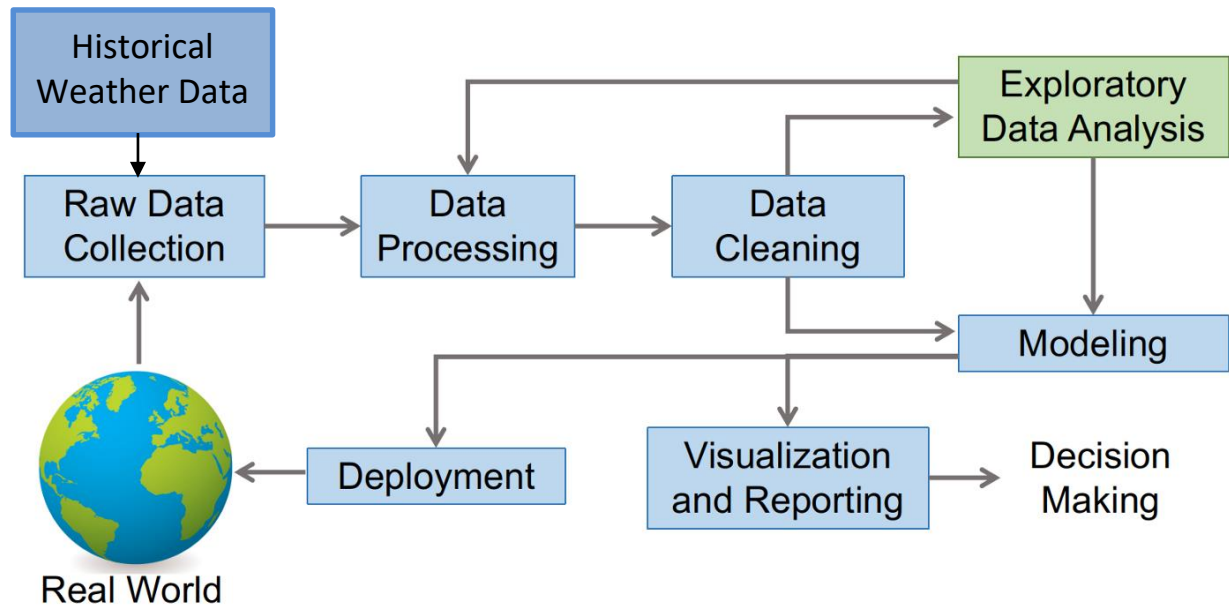 Historical
Weather Data
Exploratory
Data Analysis
Raw Data
Collection
Data
Processing
Data
Cleaning
Modeling
Deployment
Visualization
and Reporting
Decision
Making
Real World